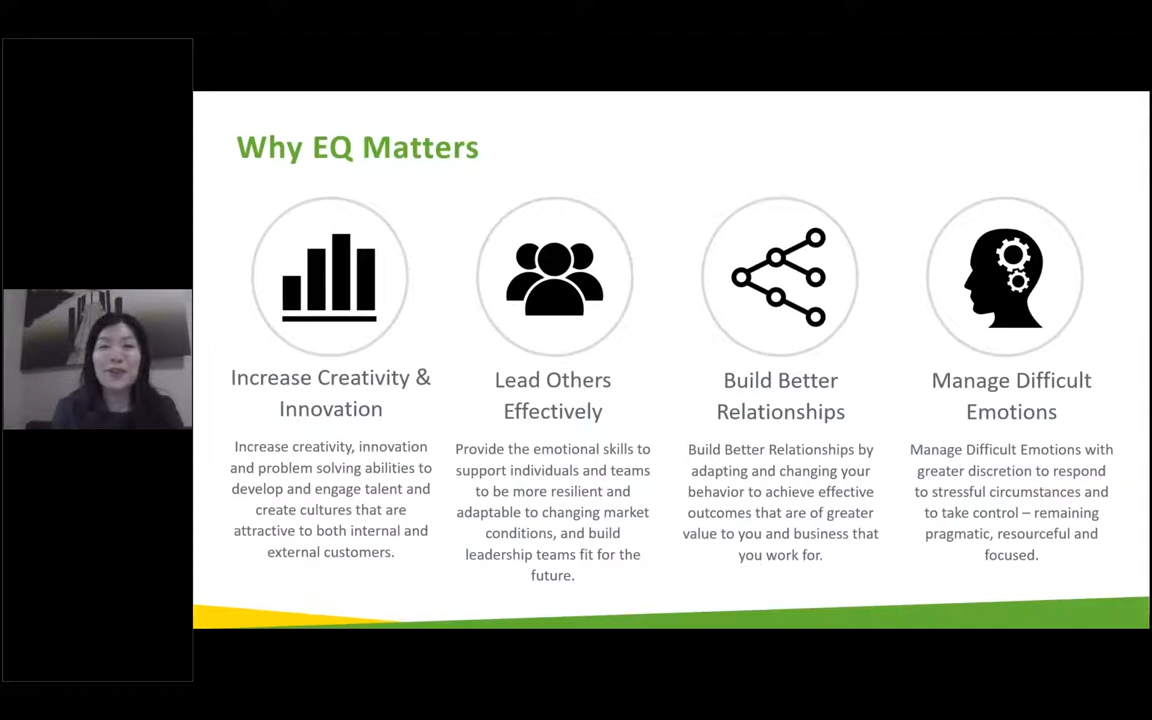 Why EQ Matters
Increase Creativity &
Innovation
Increase creativity, innovation
and problem solving abilities to
develop and engage talent and
create cultures that are
attractive to both internal and
external customers.
Lead Others
Effectively
Provide the emotional skills to
support individuals and teams
to be more resilient and
adaptable to changing market
conditions, and build
leadership teams fit for the
future.
Build Better
Relationships
Build Better Relationships by
adapting and changing your
behavior to achieve effective
outcomes that are of greater
value to you and business that
you work for.
Manage Difficult
Emotions
Manage Difficult Emotions with
greater discretion to respond
to stressful circumstances and
to take control – remaining
pragmatic, resourceful and
focused.